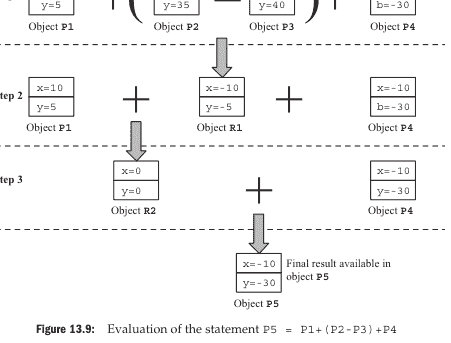 y=5 + ( y=35 y=40 ) b=-30
Object P1 Object P2 Object P3 Object P4
tep 2 x=10 x=-10 x=-10
y=5 + y=-5 + b=-30
Object P1 Object R1 Object P4
tep 3 x=0 x=-10
y=0 + y=-30
Object R2 Object P4
x=-10 Final result available in
y=-30 object P5
Object P5
Figure 13.9: Evaluation of the statement P5 = P1+(P2-P3)+P4